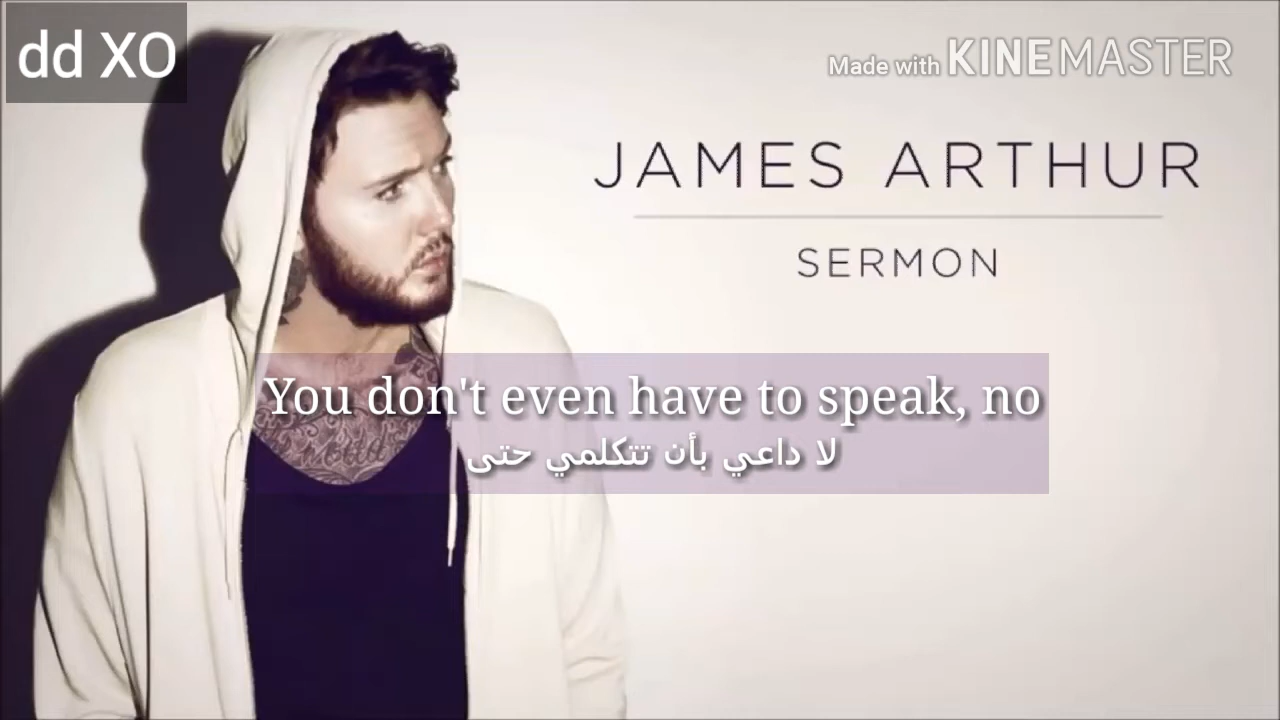 dd XO
Made with KINEMASTER
JAMES ARTHUR
SERMON
You don't even have to speak, no
لا داعي بأن تتكلمي حتى